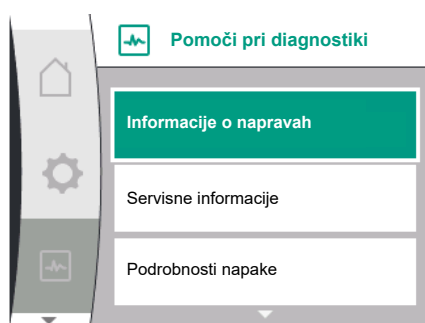 Pomoči pri diagnostiki
Informacije o napravah
Servisne informacije
Podrobnosti napake